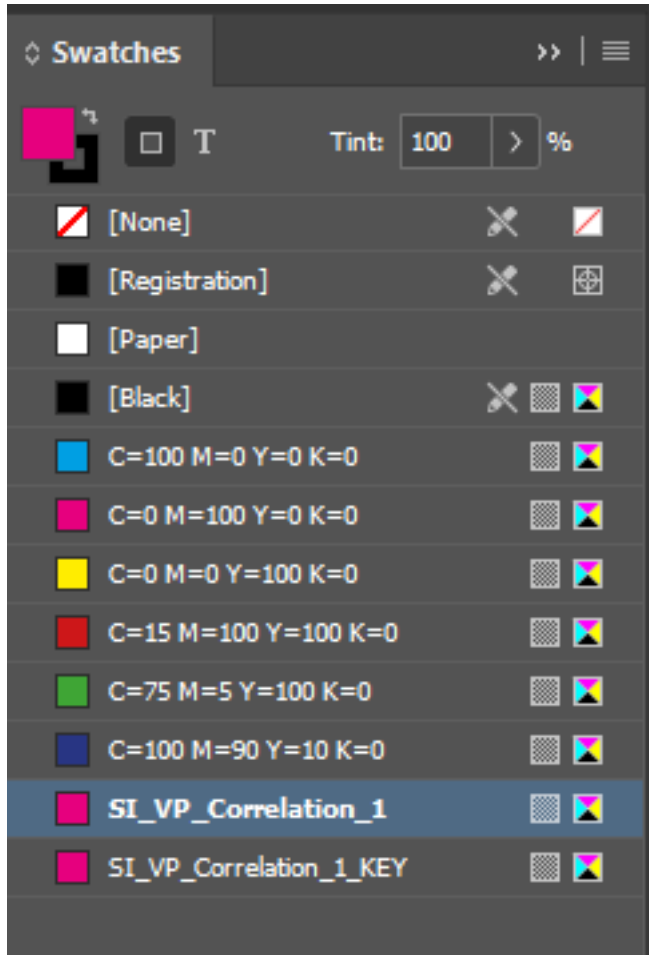 Swatches
T Tint: 100 %
[None]
[Registration]
[Paper]
[Black]
C=100 M=0 Y=0 K=0
C=0 M=100 Y=0 K=0
C=0 M=0 Y=100 K=0
C=15 M=100 Y=100 K=0
C=75 M=5 Y=100 K=0
C=100 M=90 Y=10 K=0
SI_VP_Correlation_1
SI_VP_Correlation_1_KEY